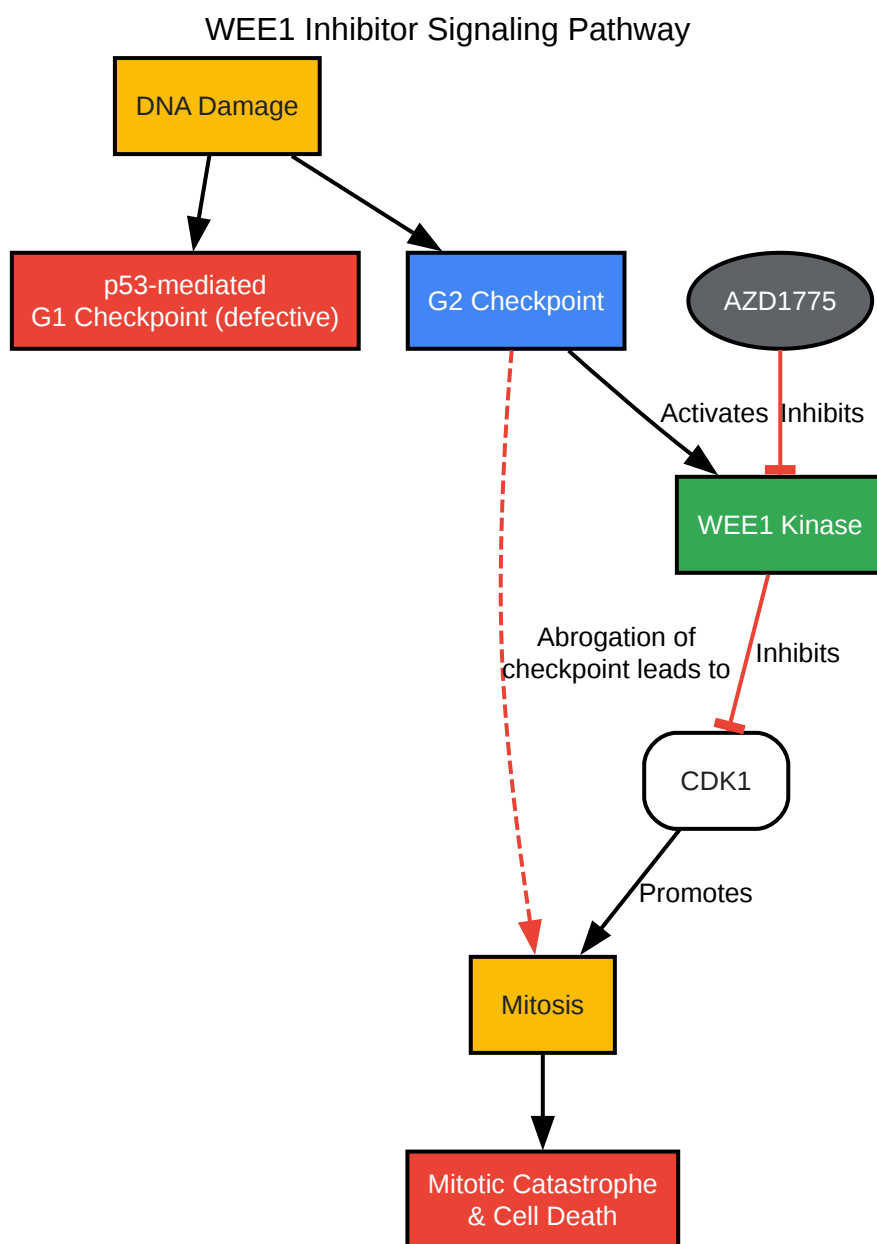 WEE1 Inhibitor Signaling Pathway
DNA Damage
p53-mediated
G1 Checkpoint (defective)
G2 Checkpoint
AZD1775
Activates
Inhibits
WEE1 Kinase
Abrogation of
checkpoint leads to
Inhibits
CDK1
Promotes
Mitosis
Mitotic Catastrophe
& Cell Death